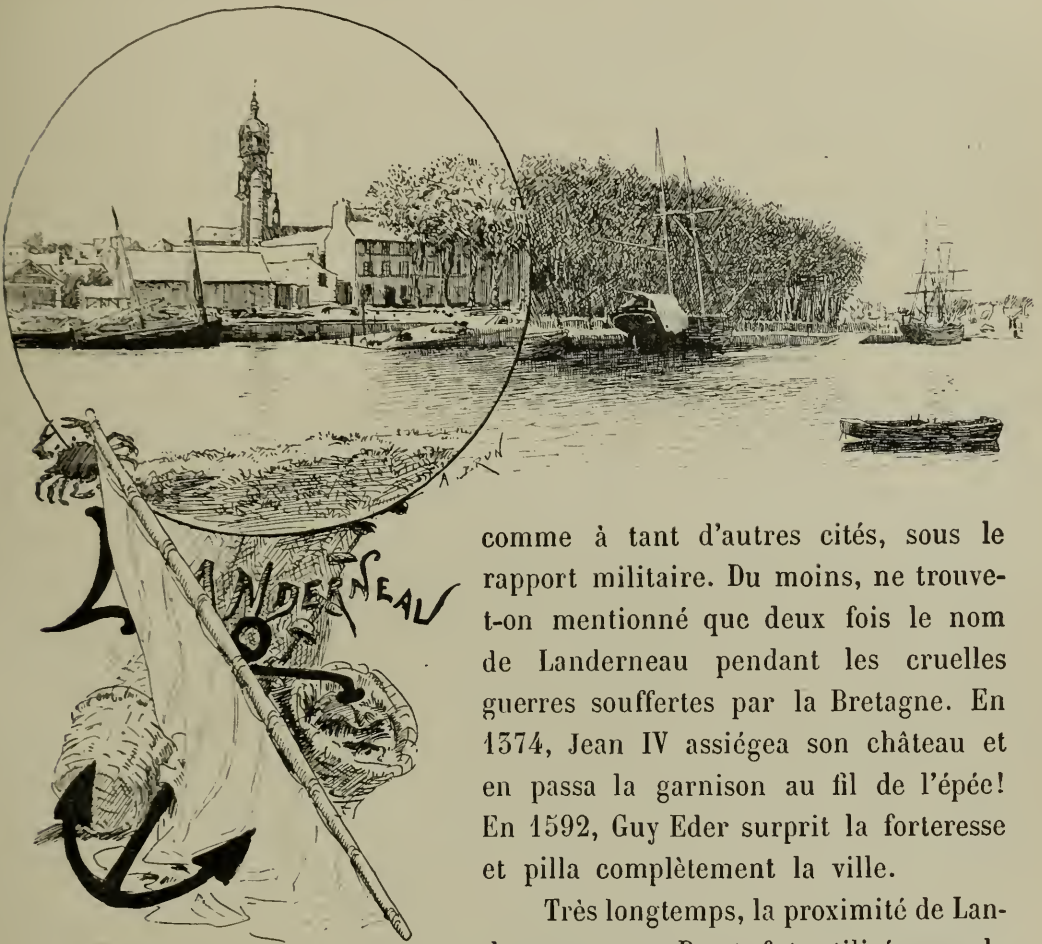 A. BRUN
LANDERNEAU
comme à tant d'autres cités, sous le
rapport militaire. Du moins, ne trouve-
t-on mentionné que deux fois le nom
de Landerneau pendant les cruelles
guerres souffertes par la Bretagne. En
1374, Jean IV assiégea son château et
en passa la garnison au fil de l'épée!
En 1592, Guy Eder surprit la forteresse
et pilla complètement la ville.
Très longtemps, la proximité de Lan-